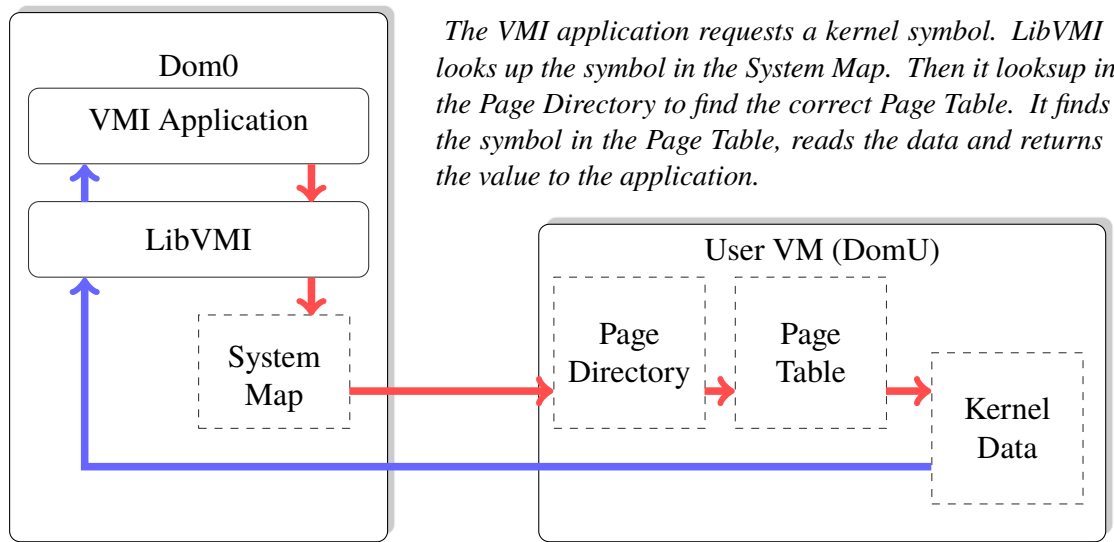 The VMI application requests a kernel symbol. LibVMI
looks up the symbol in the System Map. Then it looksup in
the Page Directory to find the correct Page Table. It finds
the symbol in the Page Table, reads the data and returns
the value to the application.
Dom0
VMI Application
LibVMI
System
Map
User VM (DomU)
Page
Directory
Page
Table
Kernel
Data